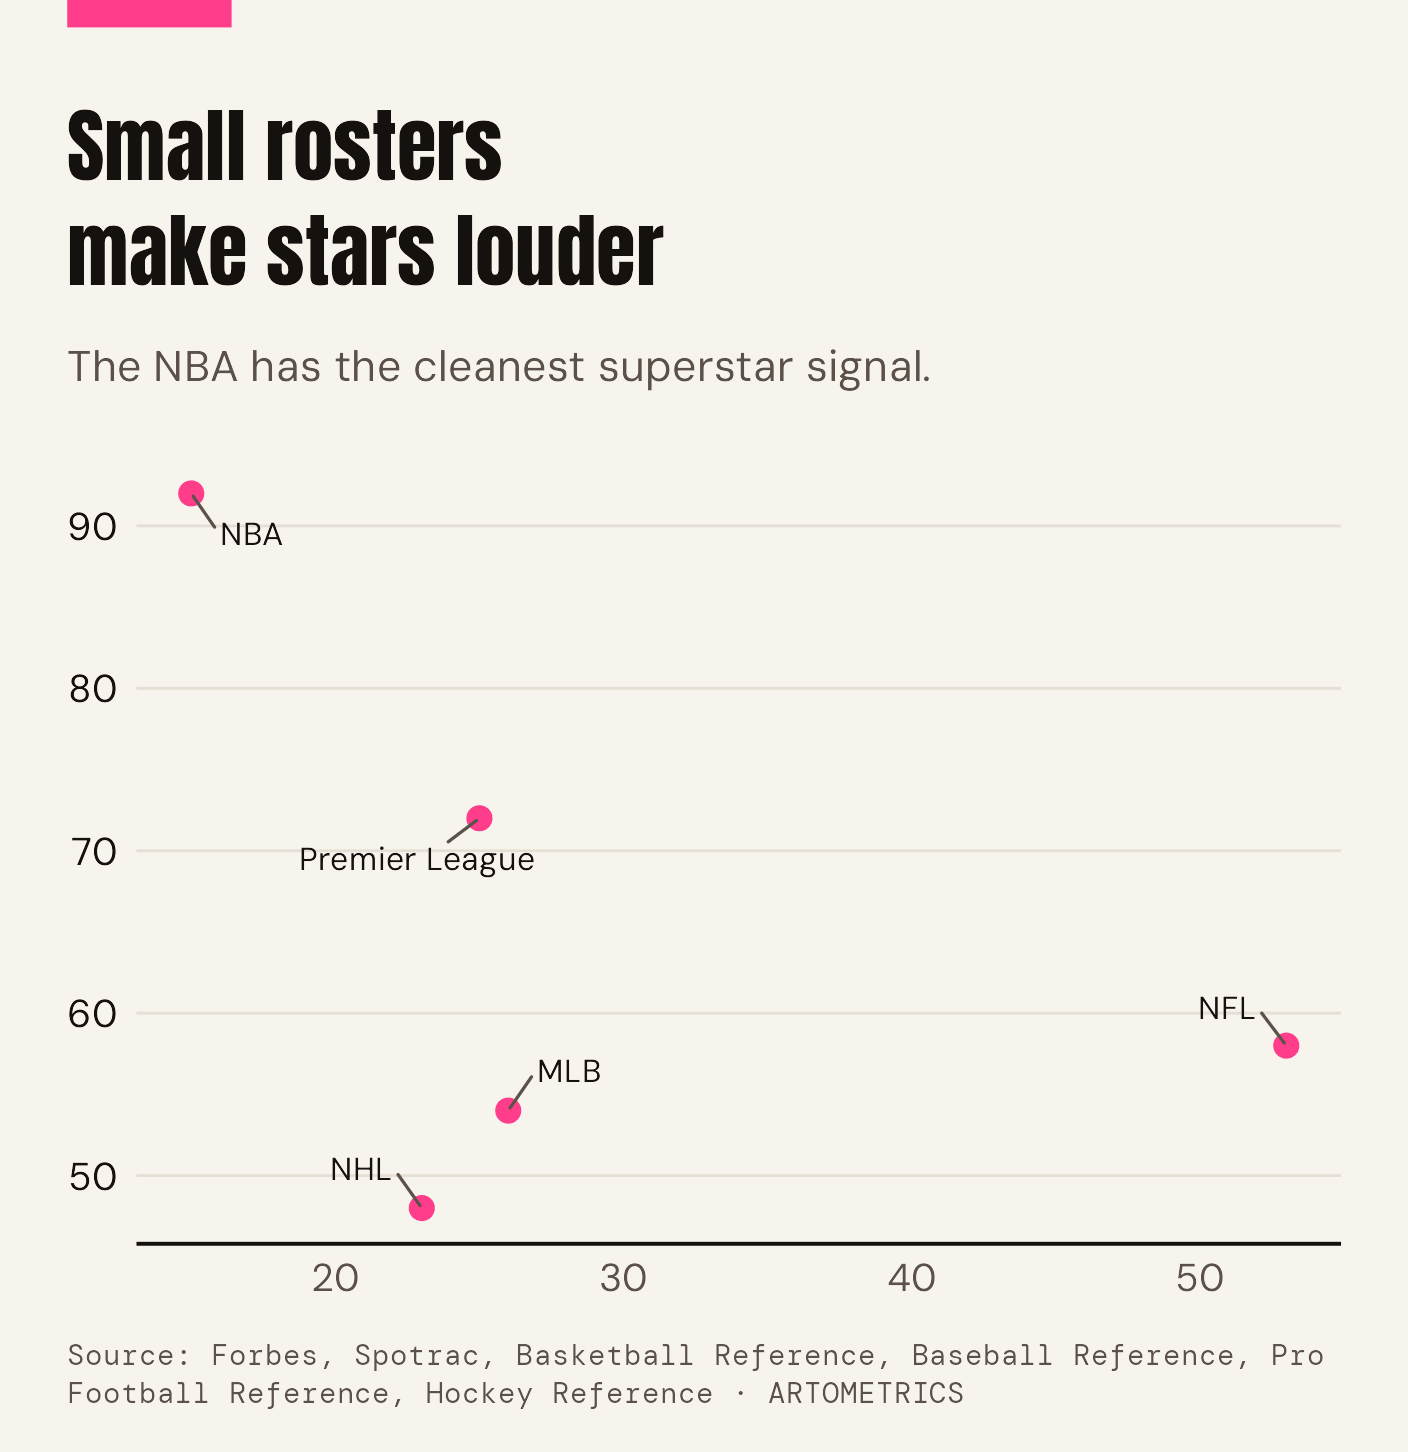 Small rosters
make stars louder
The NBA has the cleanest superstar signal.
90
NBA
80
70
Premier League
60
NFL
MLB
50
NHL
20 30 40 50
Source: Forbes, Spotrac, Basketball Reference, Baseball Reference, Pro
Football Reference, Hockey Reference · ARTOMETRICS